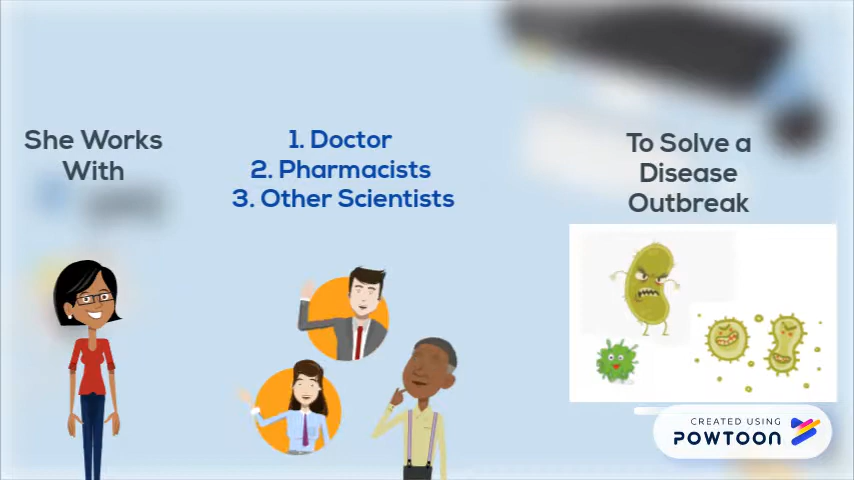 She Works
With
1. Doctor
2. Pharmacists
3. Other Scientists
To Solve a
Disease
Outbreak
CREATED USING
POWTOON